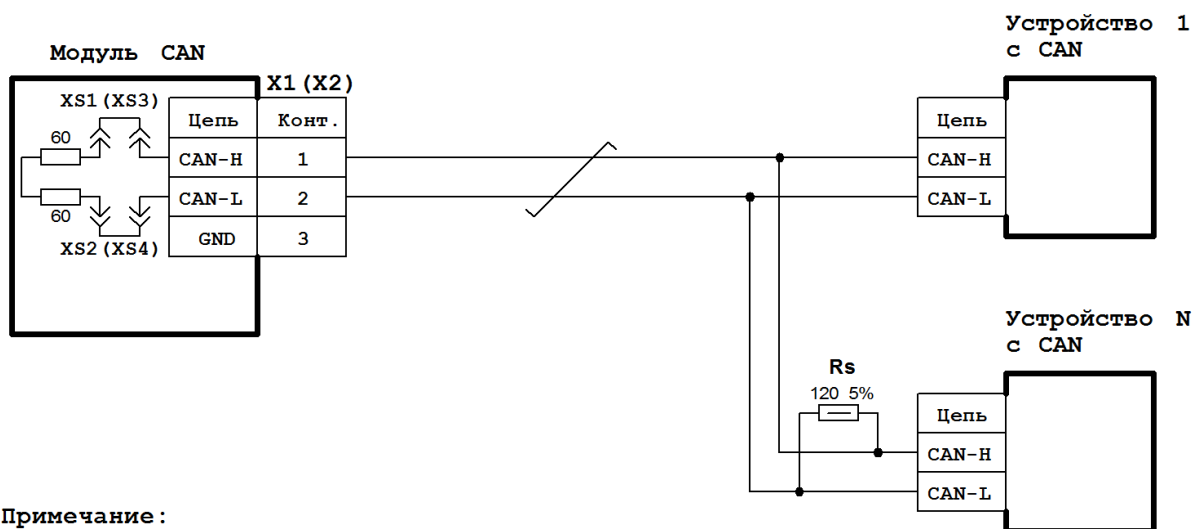 Устройство 1
с CAN
Модуль CAN
X1(X2)
XS1(XS3)
Цепь Конт.
60
CAN-H 1
CAN-L 2
60
GND 3
XS2(XS4)
Цепь
CAN-H
CAN-L
Устройство N
с CAN
Rs
120 5%
Цепь
CAN-H
CAN-L
Примечание: